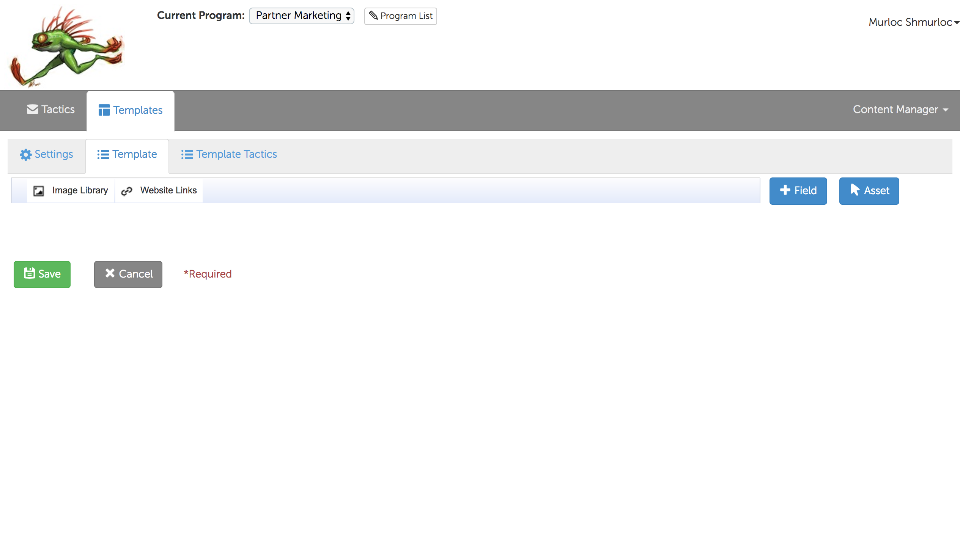 Current Program: Partner Marketing Program List
Murloc Shmurloc
Tactics Templates Content Manager
Settings Template Template Tactics
Image Library Website Links Field Asset
Save Cancel *Required